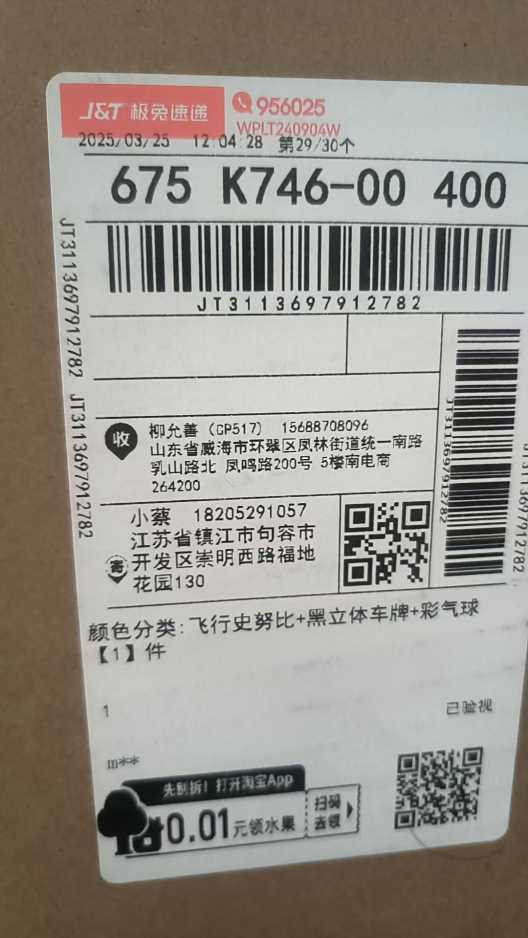 J&T 极兔速递 956025
WPLT240904W
2025/03/25 12:04:28 第29/30个
675 K746-00 400
JT3113697912782
JT3113697912782 JT3113697912782
JT3113697912782
JT3113697912782
收
柳允善 (GP517) 15688708096
山东省威海市环翠区凤林街道统一南路
乳山路北 凤鸣路200号 5楼南电商
264200
寄
小蔡 18205291057
江苏省镇江市句容市
开发区崇明西路福地
花园130
颜色分类:飞行史努比+黑立体车牌+彩气球
【1】件
1
已验视
m**
先别拆!打开淘宝App
0.01元领水果
扫码
去领